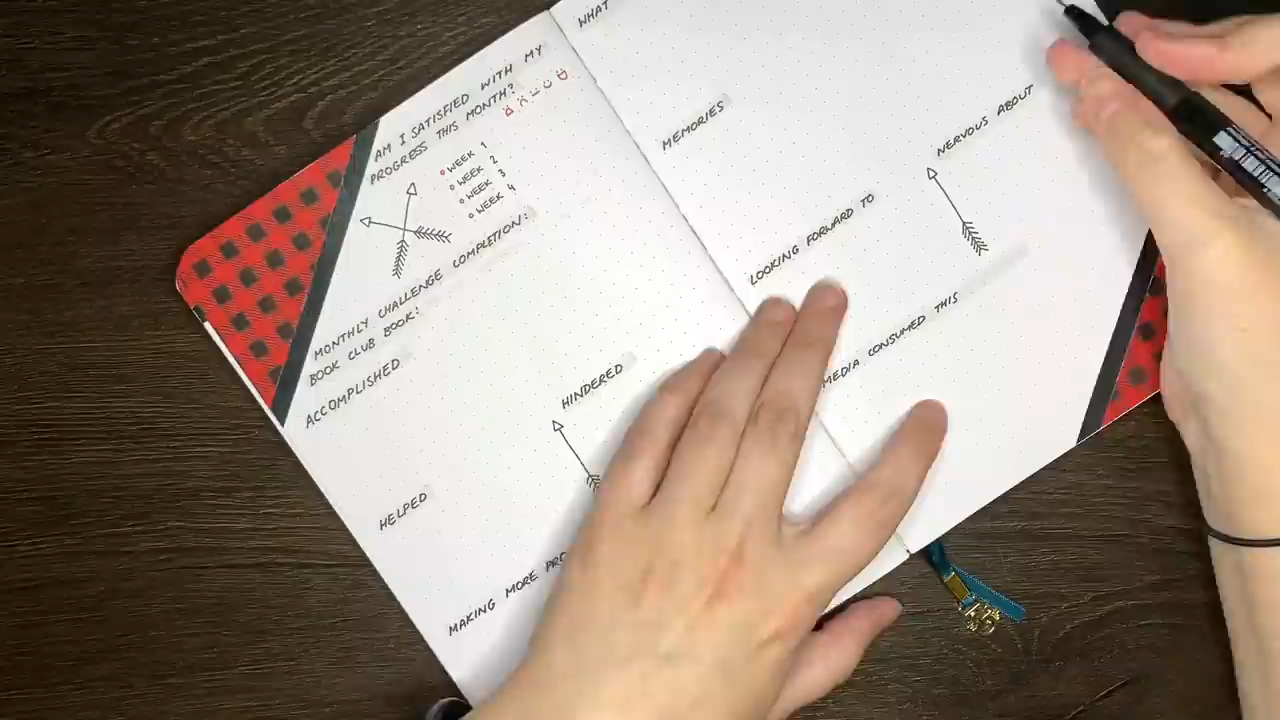 AM I SATISFIED WITH MY
PROGRESS THIS MONTH?
WEEK 1
WEEK 2
WEEK 3
WEEK 4
MONTHLY CHALLENGE COMPLETION:
BOOK CLUB BOOK:
ACCOMPLISHED
HINDERED
HELPED
MAKING MORE
WHAT
MEMORIES
NERVOUS ABOUT
LOOKING FORWARD TO
MEDIA CONSUMED THIS